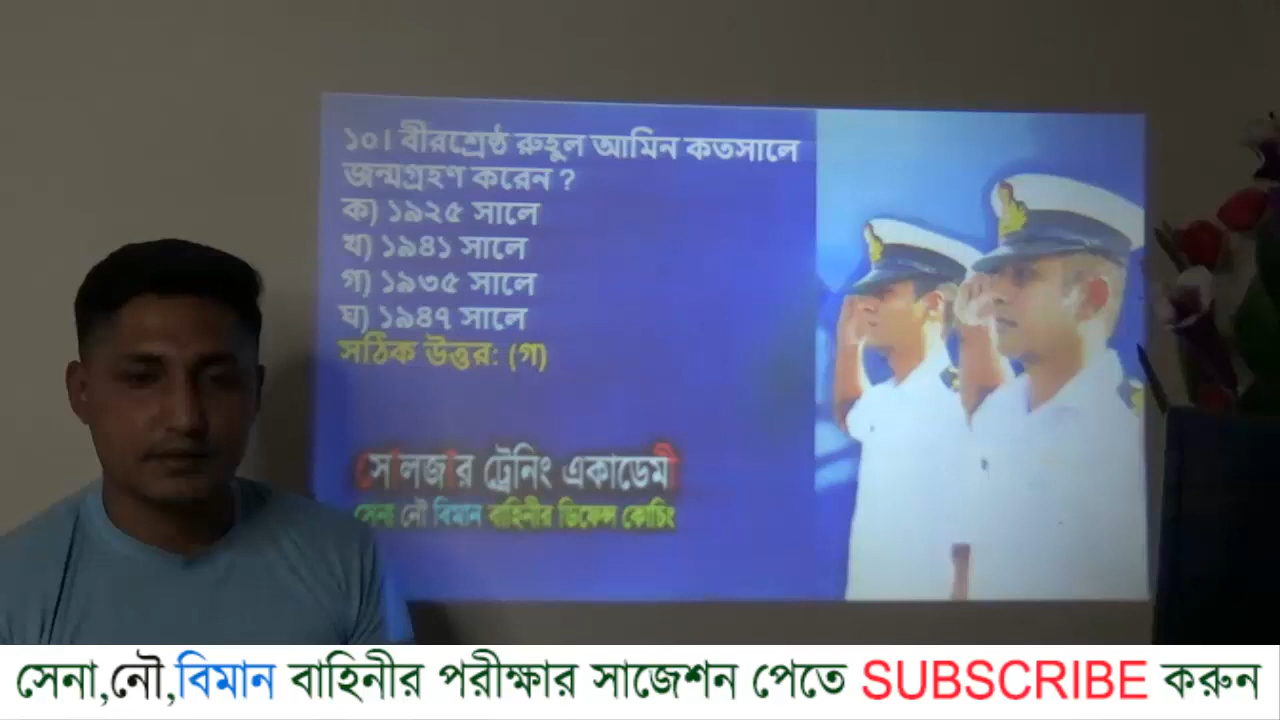 ১০। বীরশ্রেষ্ঠ রুহুল আমিন কতসালে
জন্মগ্রহণ করেন ?
ক) ১৯২৫ সালে
খ) ১৯৪১ সালে
গ) ১৯৩৫ সালে
ঘ) ১৯৪৭ সালে
সঠিক উত্তর: (গ)
সোলজার ট্রেনিং একাডেমী
সেনা নৌ বিমান বাহিনীর ডিফেন্স কোচিং
সেনা,নৌ,বিমান বাহিনীর পরীক্ষার সাজেশন পেতে SUBSCRIBE করুন